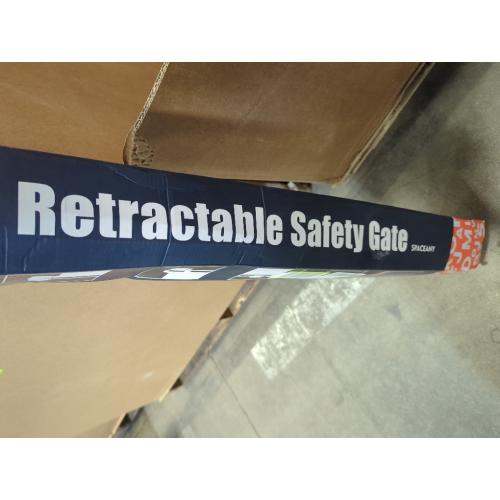 Retractable Safety Gate
SPACEANY